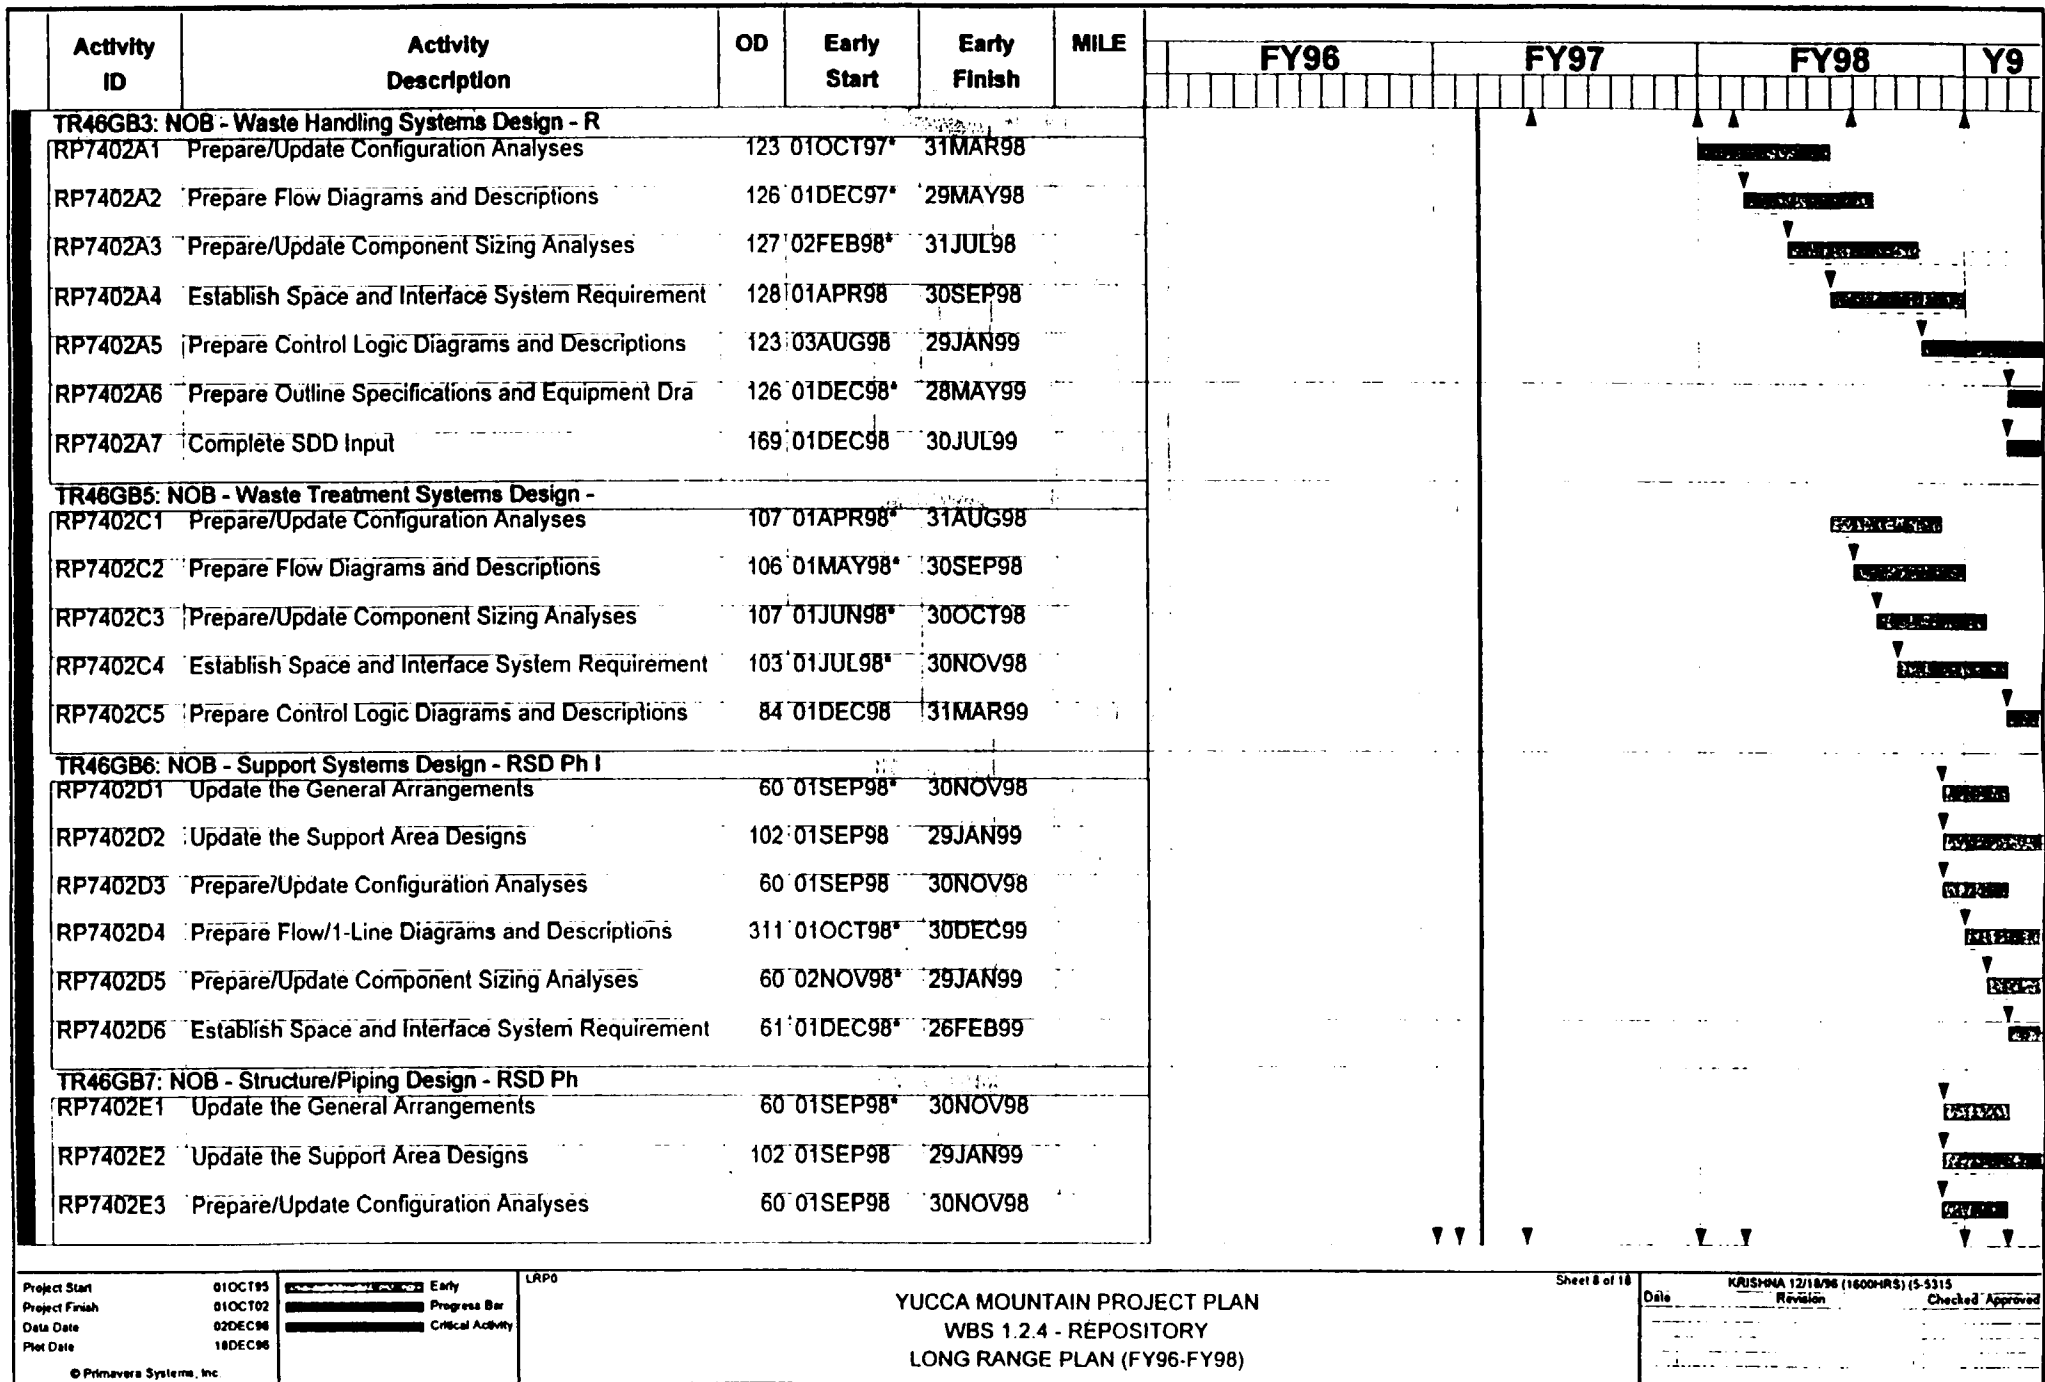 Activity ID Activity Description OD Early Start Early Finish MILE FY96 FY97 FY98 Y9
TR46GB3: NOB - Waste Handling Systems Design - R
RP7402A1 Prepare/Update Configuration Analyses 123 01OCT97* 31MAR98
RP7402A2 Prepare Flow Diagrams and Descriptions 126 01DEC97* 29MAY98
RP7402A3 Prepare/Update Component Sizing Analyses 127 02FEB98* 31JUL98
RP7402A4 Establish Space and Interface System Requirement 128 01APR98 30SEP98
RP7402A5 Prepare Control Logic Diagrams and Descriptions 123 03AUG98 29JAN99
RP7402A6 Prepare Outline Specifications and Equipment Dra 126 01DEC98* 28MAY99
RP7402A7 Complete SDD Input 169 01DEC98 30JUL99
TR46GB5: NOB - Waste Treatment Systems Design -
RP7402C1 Prepare/Update Configuration Analyses 107 01APR98* 31AUG98
RP7402C2 Prepare Flow Diagrams and Descriptions 106 01MAY98* 30SEP98
RP7402C3 Prepare/Update Component Sizing Analyses 107 01JUN98* 30OCT98
RP7402C4 Establish Space and Interface System Requirement 103 01JUL98* 30NOV98
RP7402C5 Prepare Control Logic Diagrams and Descriptions 84 01DEC98 31MAR99
TR46GB6: NOB - Support Systems Design - RSD Ph I
RP7402D1 Update the General Arrangements 60 01SEP98* 30NOV98
RP7402D2 Update the Support Area Designs 102 01SEP98 29JAN99
RP7402D3 Prepare/Update Configuration Analyses 60 01SEP98 30NOV98
RP7402D4 Prepare Flow/1-Line Diagrams and Descriptions 311 01OCT98* 30DEC99
RP7402D5 Prepare/Update Component Sizing Analyses 60 02NOV98* 29JAN99
RP7402D6 Establish Space and Interface System Requirement 61 01DEC98* 26FEB99
TR46GB7: NOB - Structure/Piping Design - RSD Ph
RP7402E1 Update the General Arrangements 60 01SEP98* 30NOV98
RP7402E2 Update the Support Area Designs 102 01SEP98 29JAN99
RP7402E3 Prepare/Update Configuration Analyses 60 01SEP98 30NOV98
Project Start 01OCT95
Project Finish 01OCT02
Data Date 02DEC96
Plot Date 18DEC96
© Primavera Systems, Inc.
Early
Progress Bar
Critical Activity
LRP0
YUCCA MOUNTAIN PROJECT PLAN
WBS 1.2.4 - REPOSITORY
LONG RANGE PLAN (FY96-FY98)
Sheet 8 of 18
KRISHNA 12/18/96 (1600HRS) (S-5315
Date Revision Checked Approved